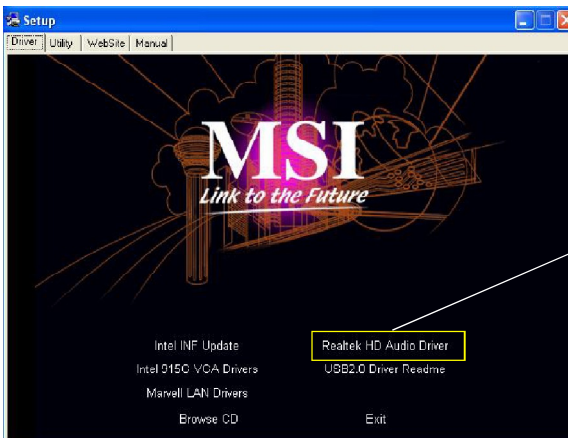 Setup
Driver Utility WebSite Manual
MSI
Link to the Future
Intel INF Update Realtek HD Audio Driver
Intel 915G VGA Drivers USB2.0 Driver Readme
Marvell LAN Drivers
Browse CD Exit